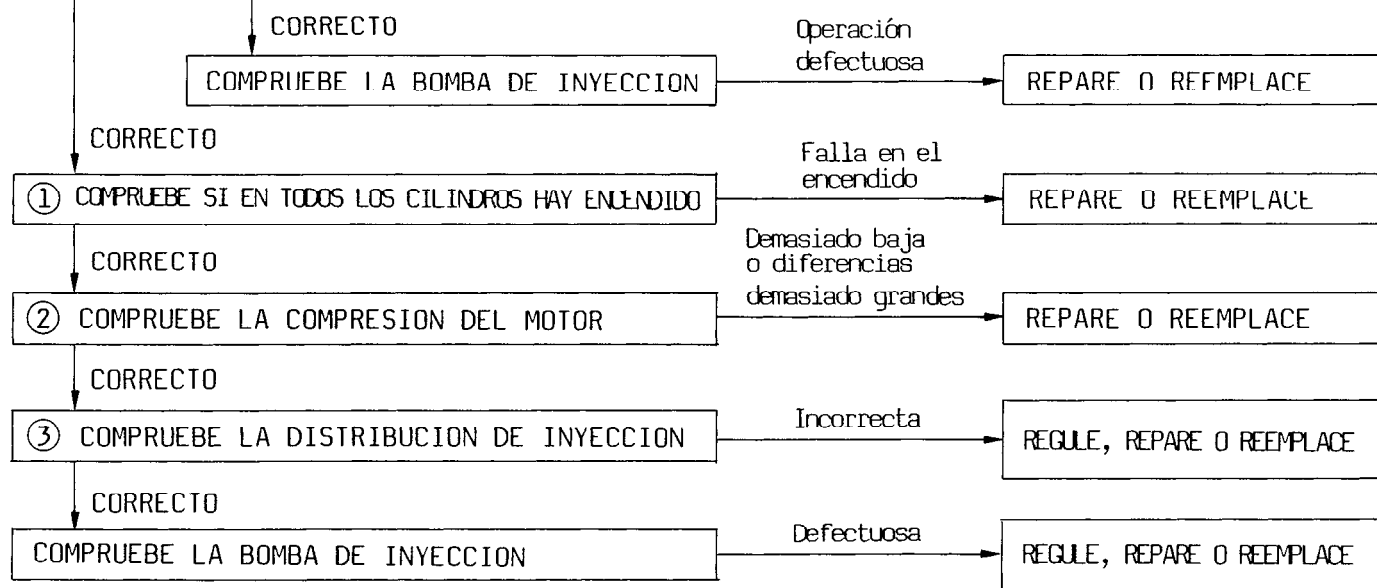 CORRECTO
Operación
defectuosa
COMPRUEBE LA BOMBA DE INYECCION
REPARE O REEMPLACE
CORRECTO
Falla en el
encendido
① COMPRUEBE SI EN TODOS LOS CILINDROS HAY ENCENDIDO
REPARE O REEMPLACE
CORRECTO
Demasiado baja
o diferencias
demasiado grandes
② COMPRUEBE LA COMPRESION DEL MOTOR
REPARE O REEMPLACE
CORRECTO
Incorrecta
③ COMPRUEBE LA DISTRIBUCION DE INYECCION
REGULE, REPARE O REEMPLACE
CORRECTO
Defectuosa
COMPRUEBE LA BOMBA DE INYECCION
REGULE, REPARE O REEMPLACE